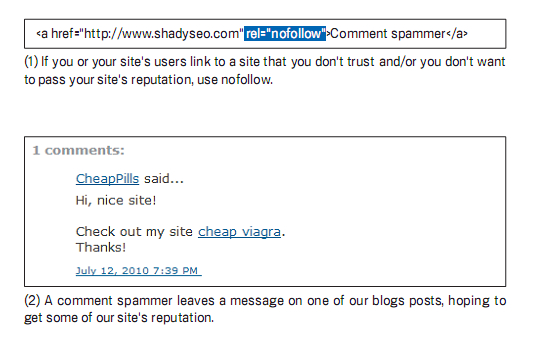 <a href="http://www.shadyseo.com" rel="nofollow">Comment spammer</a>
(1) If you or your site's users link to a site that you don't trust and/or you don't want
to pass your site's reputation, use nofollow.
1 comments:
CheapPills said...
Hi, nice site!
Check out my site cheap viagra.
Thanks!
July 12, 2010 7:39 PM
(2) A comment spammer leaves a message on one of our blogs posts, hoping to
get some of our site's reputation.